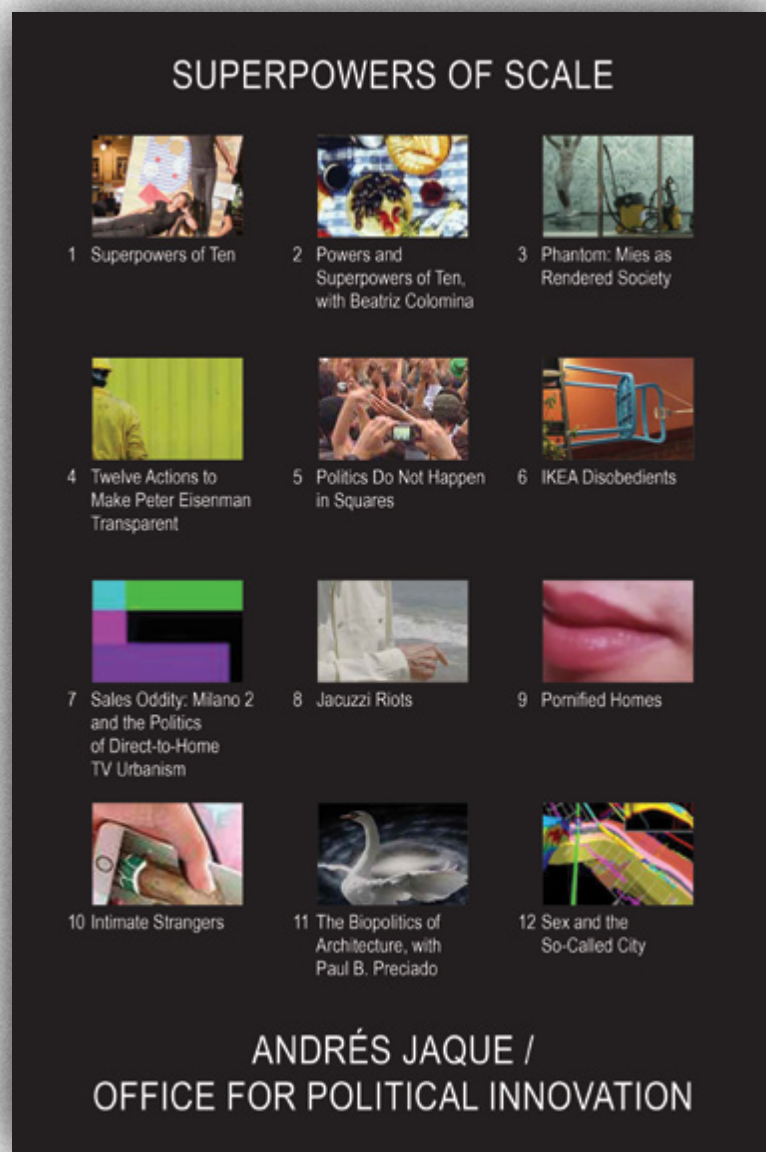 SUPERPOWERS OF SCALE
1 Superpowers of Ten
2 Powers and
Superpowers of Ten,
with Beatriz Colomina
3 Phantom: Mies as
Rendered Society
4 Twelve Actions to
Make Peter Eisenman
Transparent
5 Politics Do Not Happen
in Squares
6 IKEA Disobedients
7 Sales Oddity: Milano 2
and the Politics
of Direct-to-Home
TV Urbanism
8 Jacuzzi Riots
9 Pornified Homes
10 Intimate Strangers
11 The Biopolitics of
Architecture, with
Paul B. Preciado
12 Sex and the
So-Called City
ANDRÉS JAQUE /
OFFICE FOR POLITICAL INNOVATION